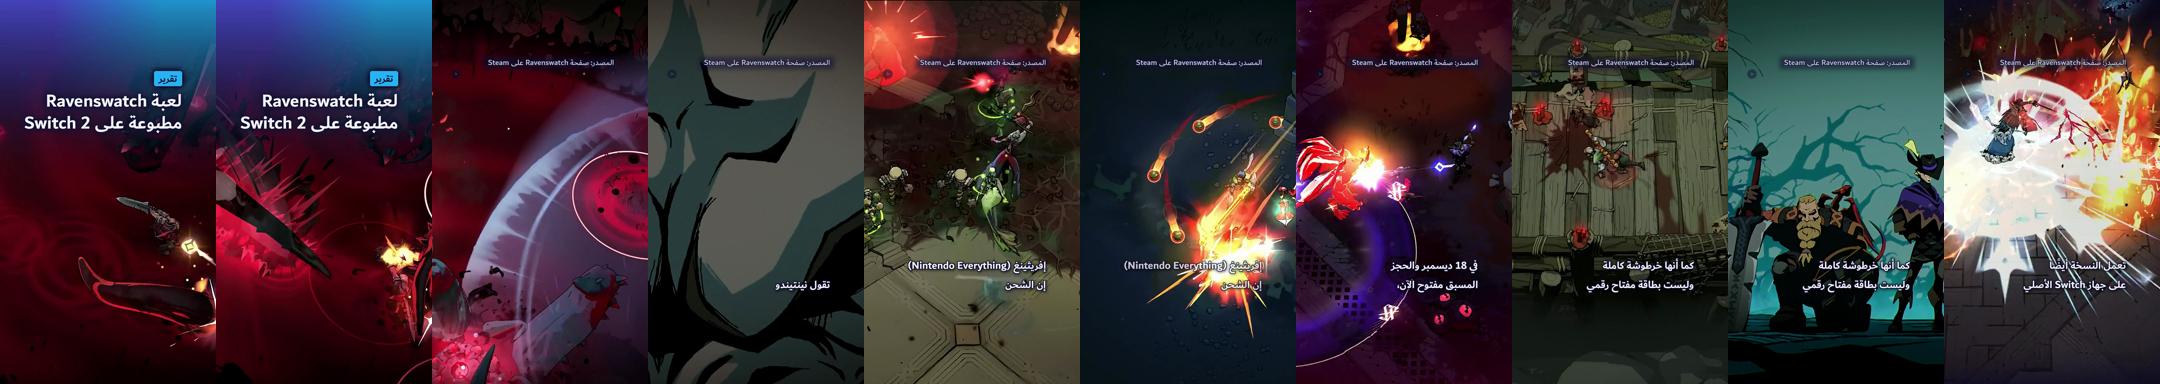 تقرير
لعبة Ravenswatch
مطبوعة على Switch 2
تقرير
لعبة Ravenswatch
مطبوعة على Switch 2
المصدر: صفحة Ravenswatch على Steam
المصدر: صفحة Ravenswatch على Steam
تقول نينتيندو
المصدر: صفحة Ravenswatch على Steam
إفريثينغ (Nintendo Everything)
إن الشحن
المصدر: صفحة Ravenswatch على Steam
إفريثينغ (Nintendo Everything)
إن الشحن
المصدر: صفحة Ravenswatch على Steam
في 18 ديسمبر والحجز
المسبق مفتوح الآن،
المصدر: صفحة Ravenswatch على Steam
كما أنها خرطوشة كاملة
وليست بطاقة مفتاح رقمي
المصدر: صفحة Ravenswatch على Steam
كما أنها خرطوشة كاملة
وليست بطاقة مفتاح رقمي
المصدر: صفحة Ravenswatch على Steam
تعمل النسخة أيضًا
على جهاز Switch الأصلي